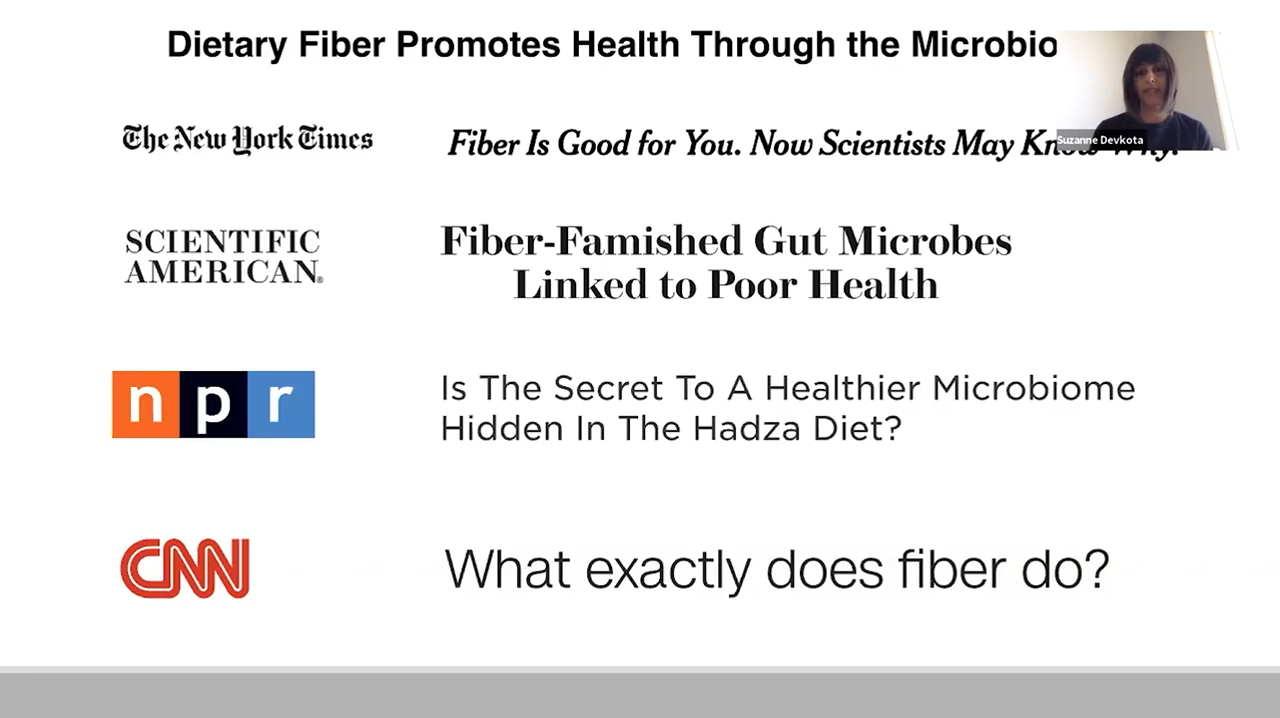 Dietary Fiber Promotes Health Through the Microbio
The New York Times
Fiber Is Good for You. Now Scientists May Know Why.
Suzanne Devkota
SCIENTIFIC
AMERICAN®
Fiber-Famished Gut Microbes
Linked to Poor Health
npr
Is The Secret To A Healthier Microbiome
Hidden In The Hadza Diet?
CNN
What exactly does fiber do?